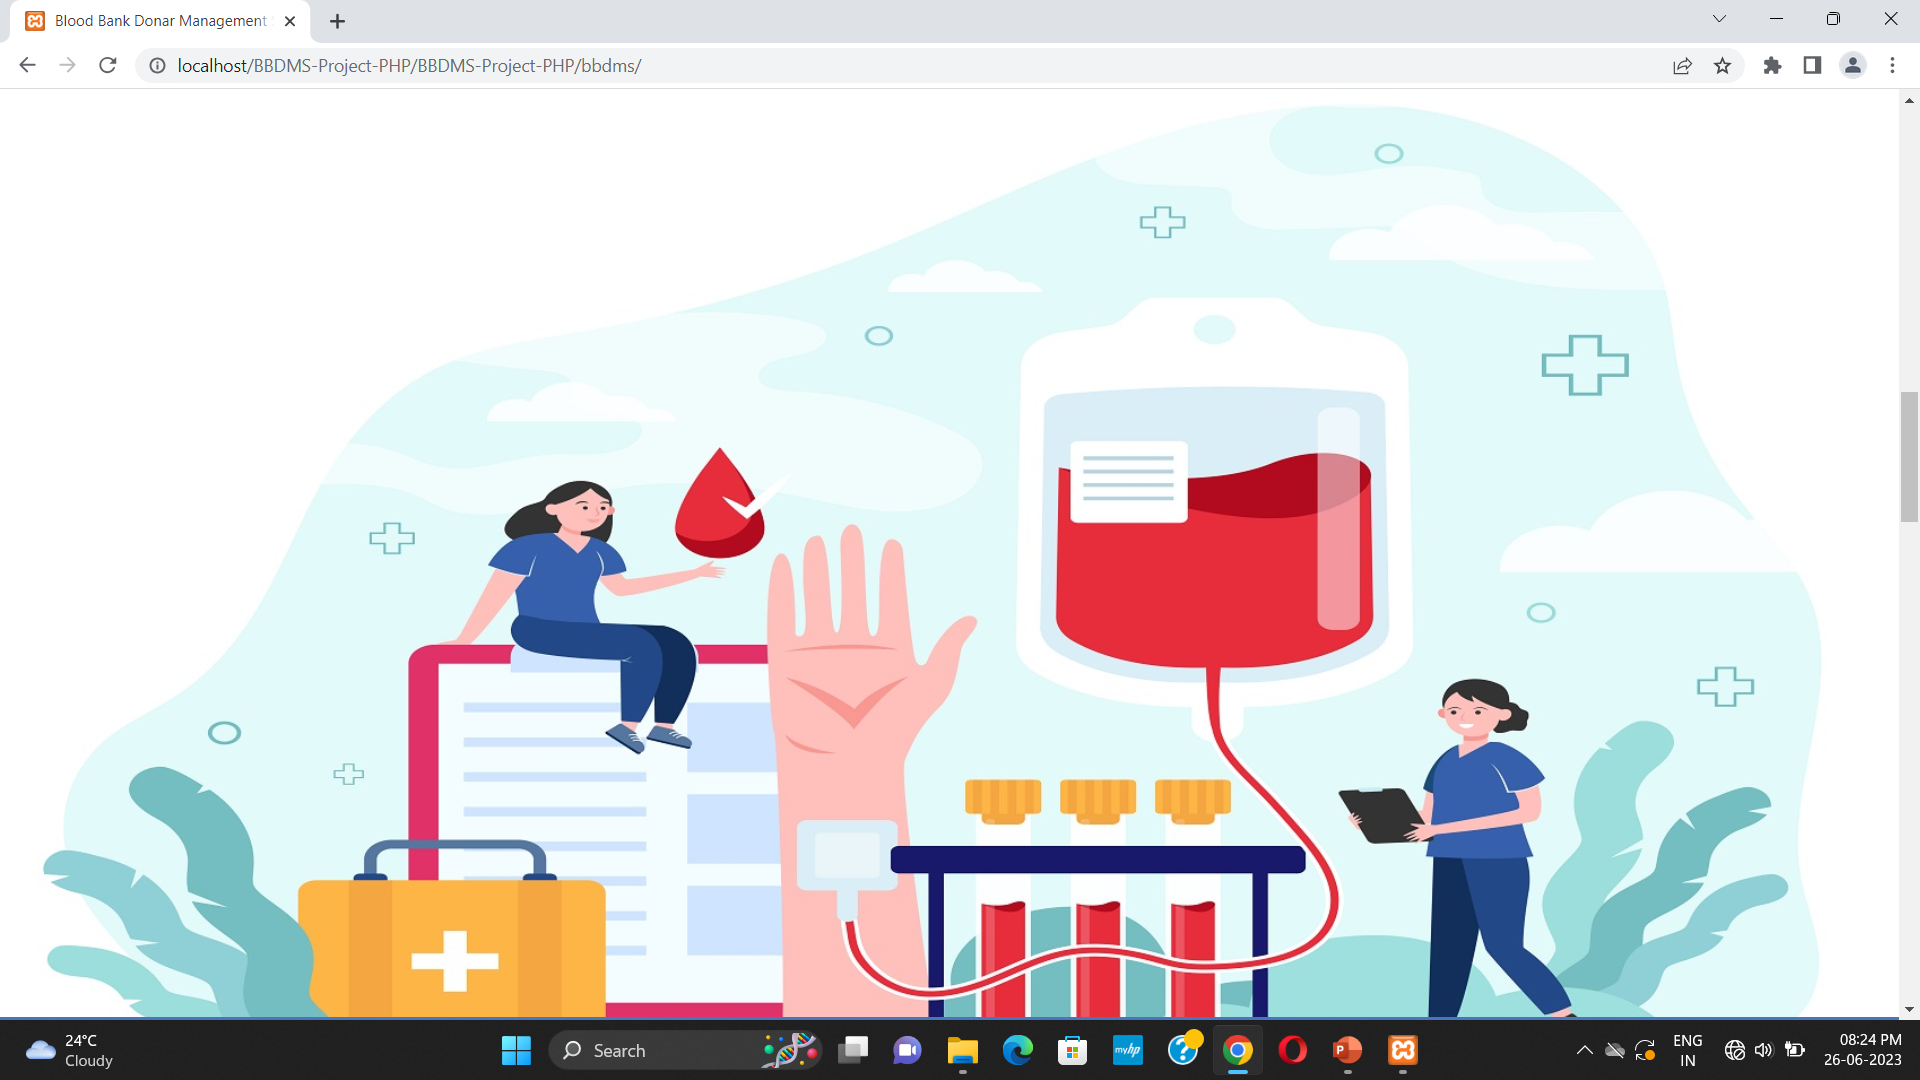 Blood Bank Donar Management
localhost/BBDMS-Project-PHP/BBDMS-Project-PHP/bbdms/
24°C
Cloudy
Search
myhp
?
P
ENG
IN
08:24 PM
26-06-2023